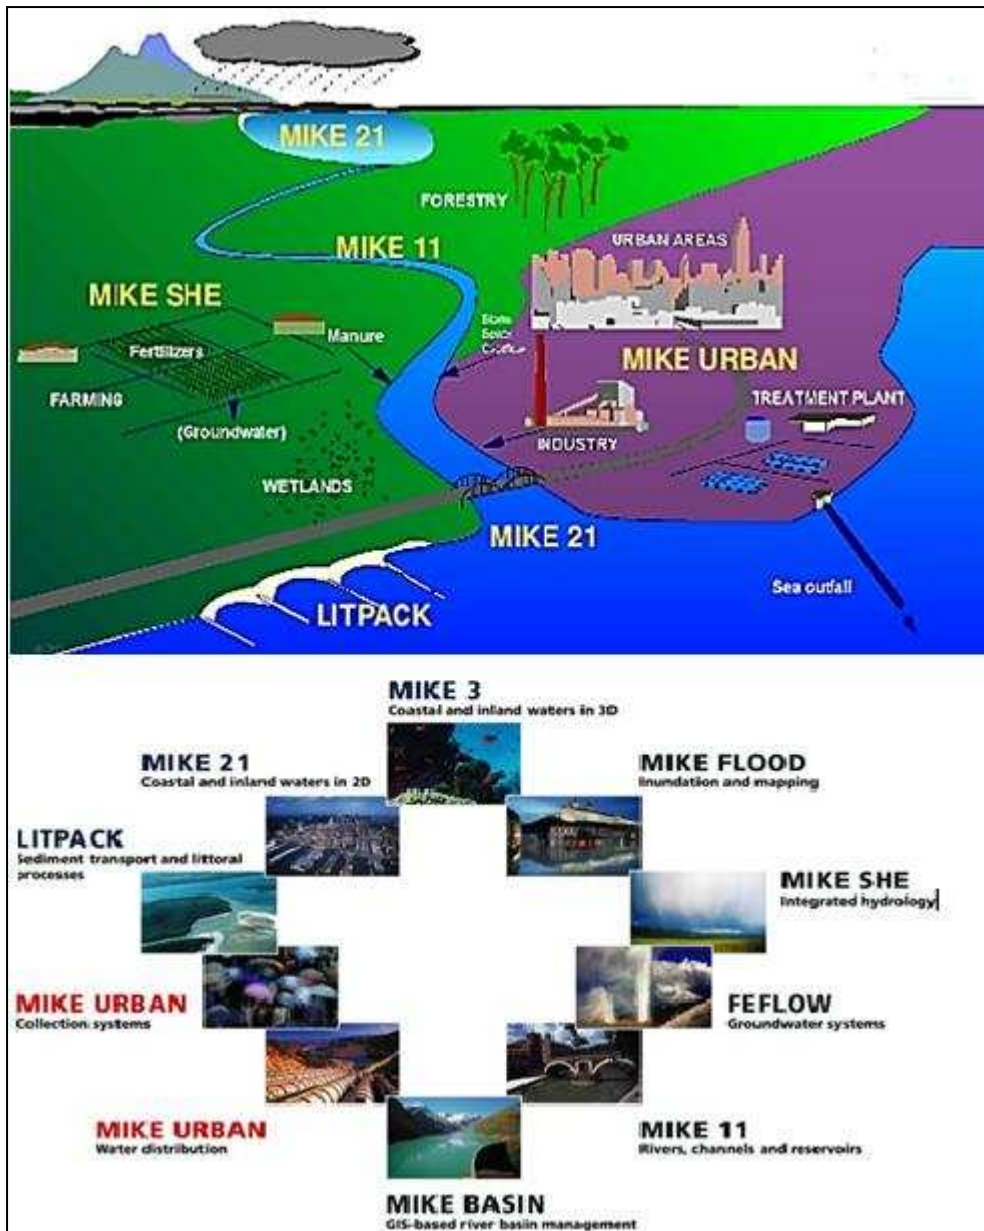 MIKE 21
FORESTRY
MIKE 11
URBAN AREAS
MIKE SHE
Manure
Fertilizers
MIKE URBAN
FARMING
TREATMENT PLANT
(Groundwater)
INDUSTRY
WETLANDS
MIKE 21
Sea outfall
LITPACK
MIKE 3
Coastal and inland waters in 3D
MIKE 21
Coastal and inland waters in 2D
MIKE FLOOD
Inundation and mapping
LITPACK
Sediment transport and littoral
processes
MIKE SHE
Integrated hydrology
MIKE URBAN
Collection systems
FEFLOW
Groundwater systems
MIKE URBAN
Water distribution
MIKE 11
Rivers, channels and reservoirs
MIKE BASIN
GIS-based river basin management